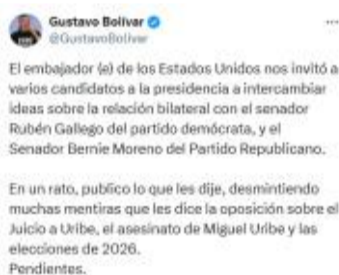 Gustavo Bolívar
@GustavoBolivar
El embajador (e) de los Estados Unidos nos invitó a
varios candidatos a la presidencia a intercambiar
ideas sobre la relación bilateral con el senador
Rubén Gallego del partido demócrata, y el
Senador Bernie Moreno del Partido Republicano.
En un rato, publico lo que les dije, desmintiendo
muchas mentiras que les dice la oposición sobre el
Juicio a Uribe, el asesinato de Miguel Uribe y las
elecciones de 2026.
Pendientes.